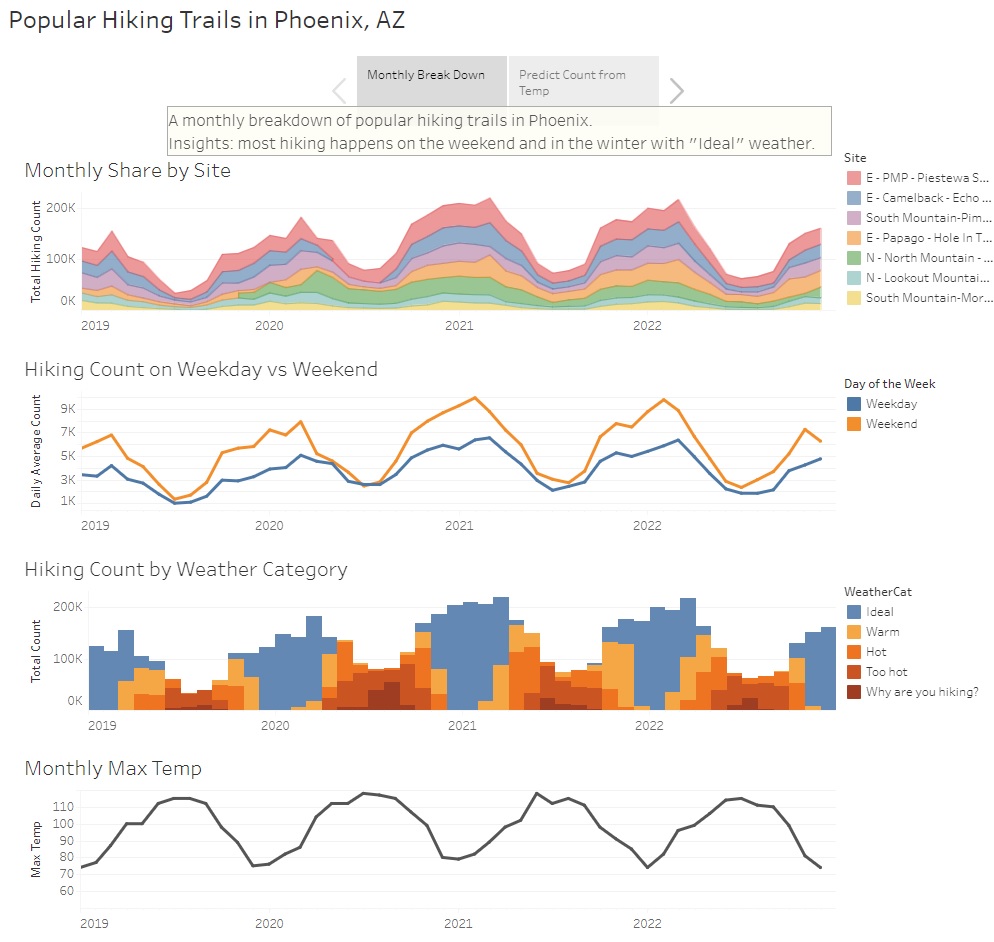 Popular Hiking Trails in Phoenix, AZ
Monthly Break Down
Predict Count from
Temp
A monthly breakdown of popular hiking trails in Phoenix.
Insights: most hiking happens on the weekend and in the winter with "Ideal" weather.
Monthly Share by Site
Total Hiking Count
200K
100K
0K
2019 2020 2021 2022
Site
E - PMP - Piestewa S...
E - Camelback - Echo ...
South Mountain-Pim...
E - Papago - Hole In T...
N - North Mountain - ...
N - Lookout Mountai...
South Mountain-Mor...
Hiking Count on Weekday vs Weekend
Daily Average Count
9K
7K
5K
3K
1K
2019 2020 2021 2022
Day of the Week
Weekday
Weekend
Hiking Count by Weather Category
Total Count
200K
100K
0K
2019 2020 2021 2022
WeatherCat
Ideal
Warm
Hot
Too hot
Why are you hiking?
Monthly Max Temp
Max Temp
110
100
90
80
70
60
2019 2020 2021 2022